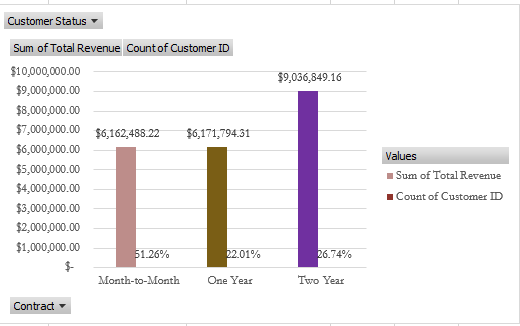 Customer Status
Sum of Total Revenue Count of Customer ID
$10,000,000.00
$9,000,000.00
$8,000,000.00
$7,000,000.00
$6,000,000.00
$5,000,000.00
$4,000,000.00
$3,000,000.00
$2,000,000.00
$1,000,000.00
$-
$6,162,488.22
$6,171,794.31
$9,036,849.16
51.26%
22.01%
26.74%
Month-to-Month
One Year
Two Year
Values
Sum of Total Revenue
Count of Customer ID
Contract